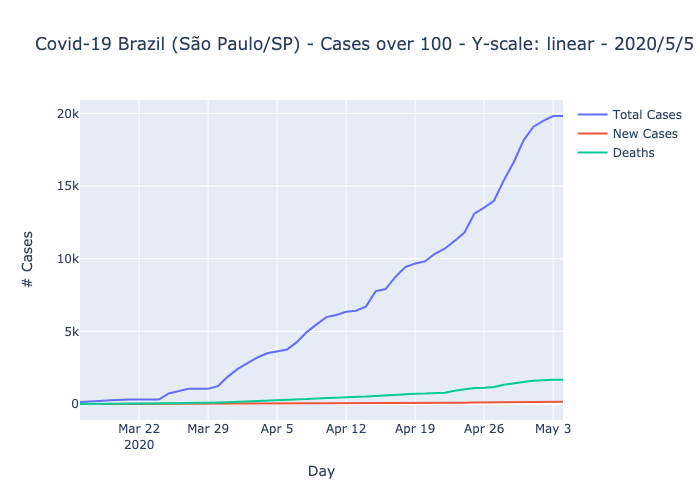 Covid-19 Brazil (São Paulo/SP) - Cases over 100 - Y-scale: linear - 2020/5/5
20k
15k
10k
5k
0
# Cases
Mar 22
2020
Mar 29
Apr 5
Apr 12
Apr 19
Apr 26
May 3
Day
Total Cases
New Cases
Deaths